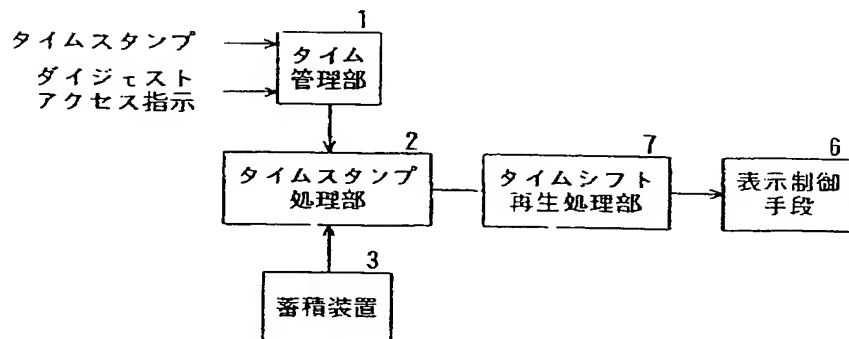 1
タイムスタンプ
タイム
管理部
ダイジェスト
アクセス指示
2
タイムスタンプ
処理部
7
タイムシフト
再生処理部
6
表示制御
手段
3
蓄積装置